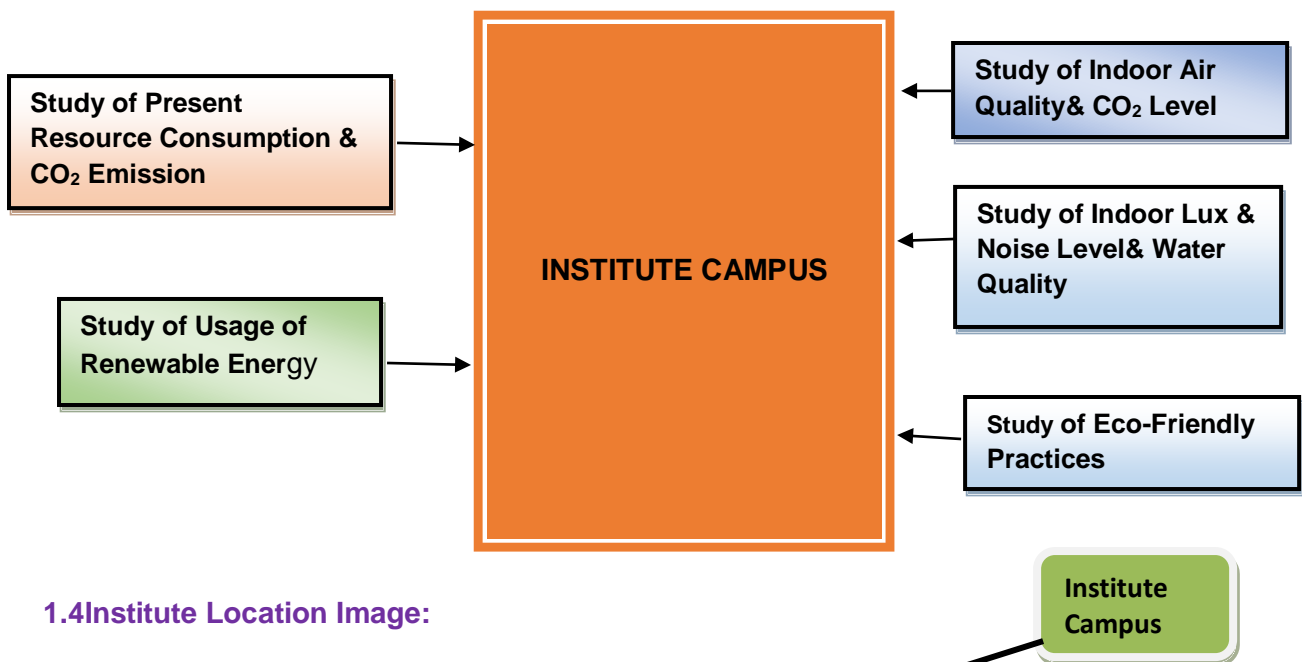 Study of Present
Resource Consumption &
CO₂ Emission
Study of Usage of
Renewable Energy
INSTITUTE CAMPUS
Study of Indoor Air
Quality& CO₂ Level
Study of Indoor Lux &
Noise Level& Water
Quality
Study of Eco-Friendly
Practices
1.4Institute Location Image:
Institute
Campus